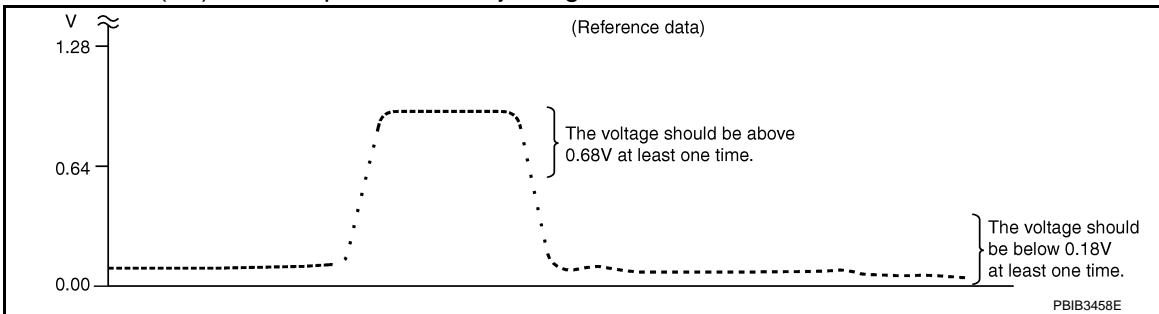 V
(Reference data)
1.28
The voltage should be above
0.68V at least one time.
0.64
The voltage should
be below 0.18V
at least one time.
0.00
PBIB3458E